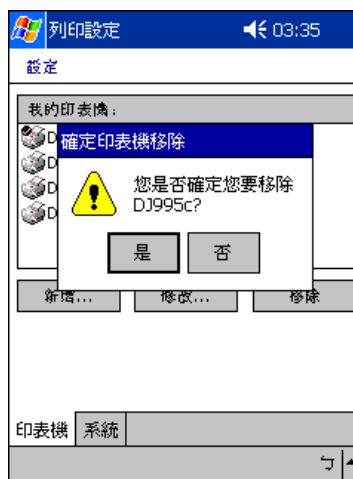 列印設定 03:35
設定
我的印表機:
D
確定印表機移除
D
D
D
您是否確定您要移除
DJ995c?
是 否
新增... 修改... 移除
印表機 系統
ㄅ